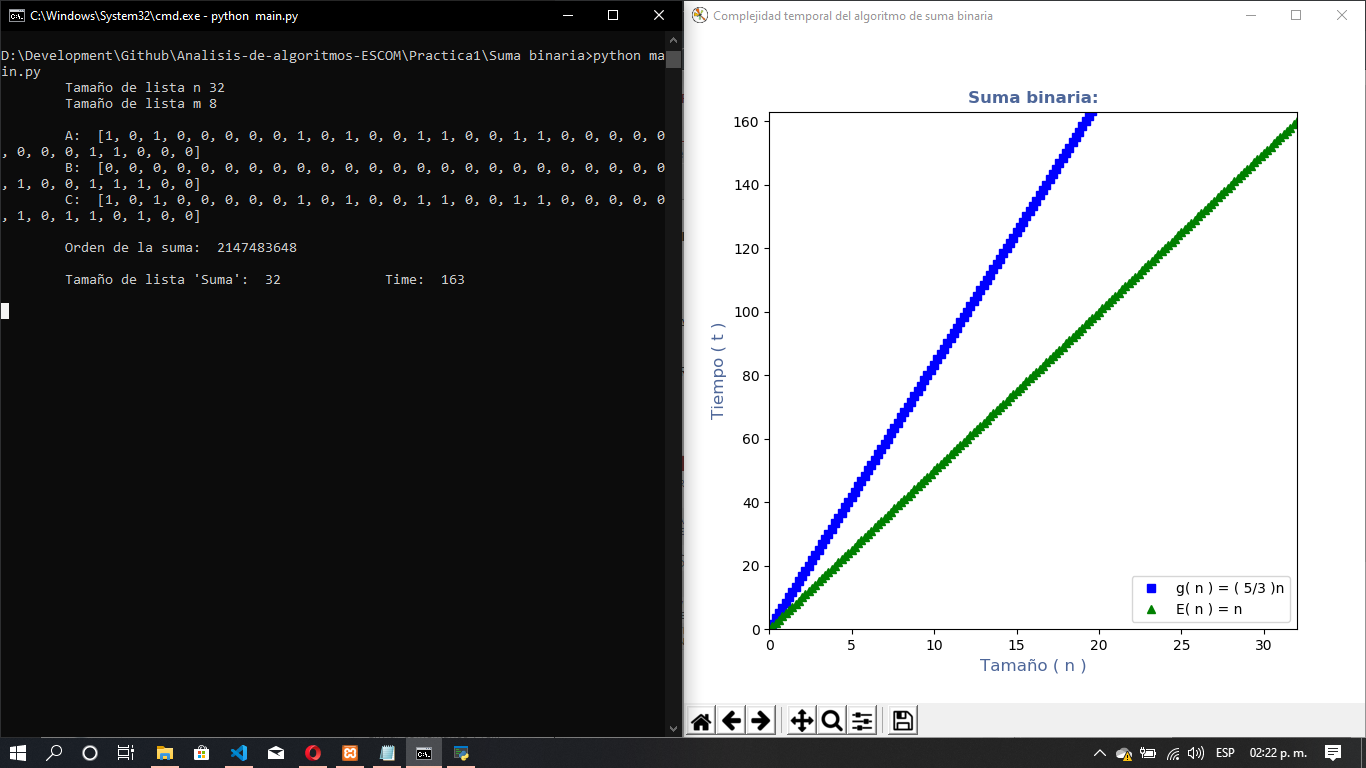 C:\Windows\System32\cmd.exe - python  main.py
D:\Development\Github\Analisis-de-algoritmos-ESCOM\Practica1\Suma binaria>python ma
in.py
Tamaño de lista n 32
Tamaño de lista m 8
A:  [1, 0, 1, 0, 0, 0, 0, 0, 1, 0, 1, 0, 0, 1, 1, 0, 0, 1, 1, 0, 0, 0, 0, 0
, 0, 0, 0, 1, 1, 0, 0, 0]
B:  [0, 0, 0, 0, 0, 0, 0, 0, 0, 0, 0, 0, 0, 0, 0, 0, 0, 0, 0, 0, 0, 0, 0, 0
, 1, 0, 0, 1, 1, 1, 0, 0]
C:  [1, 0, 1, 0, 0, 0, 0, 0, 1, 0, 1, 0, 0, 1, 1, 0, 0, 1, 1, 0, 0, 0, 0, 0
, 1, 0, 1, 1, 0, 1, 0, 0]
Orden de la suma:  2147483648
Tamaño de lista 'Suma':  32 Time:  163
Complejidad temporal del algoritmo de suma binaria
Suma binaria:
160
140
120
100
80
60
40
20
0
Tiempo ( t )
g( n ) = ( 5/3 )n
E( n ) = n
0 5 10 15 20 25 30
Tamaño ( n )
ESP 02:22 p. m.